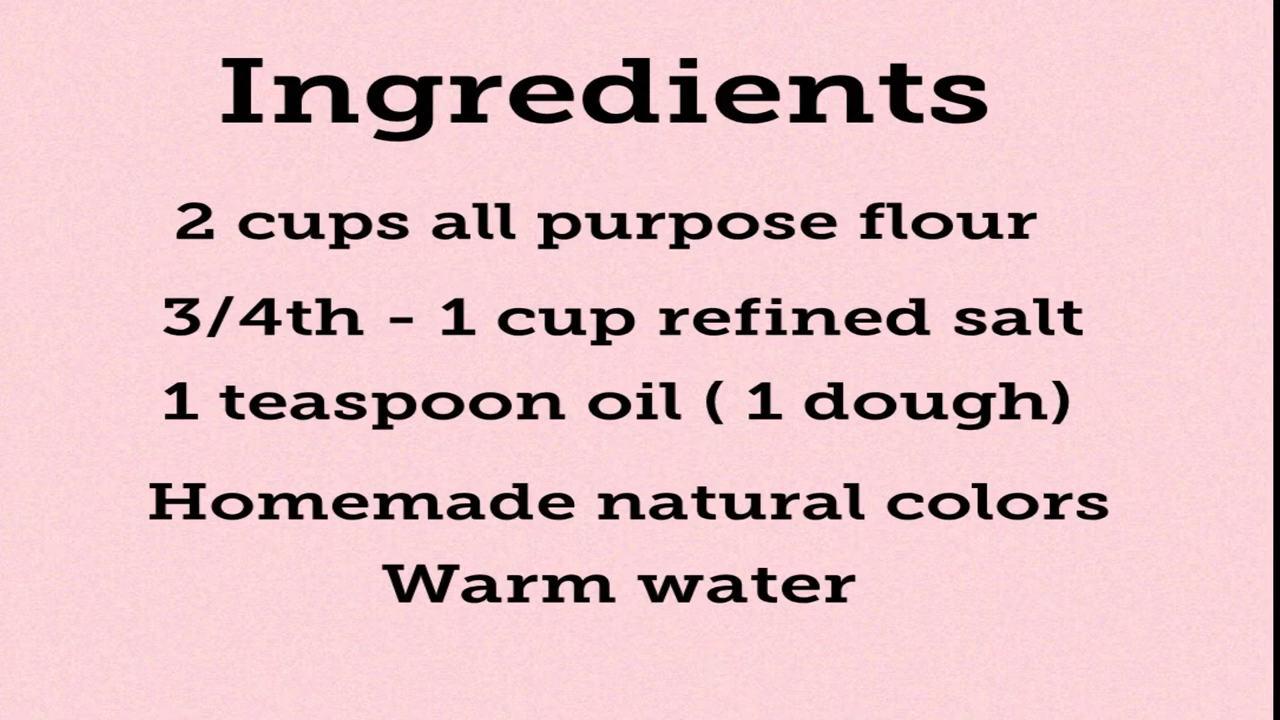 Ingredients
2 cups all purpose flour
3/4th - 1 cup refined salt
1 teaspoon oil ( 1 dough)
Homemade natural colors
Warm water